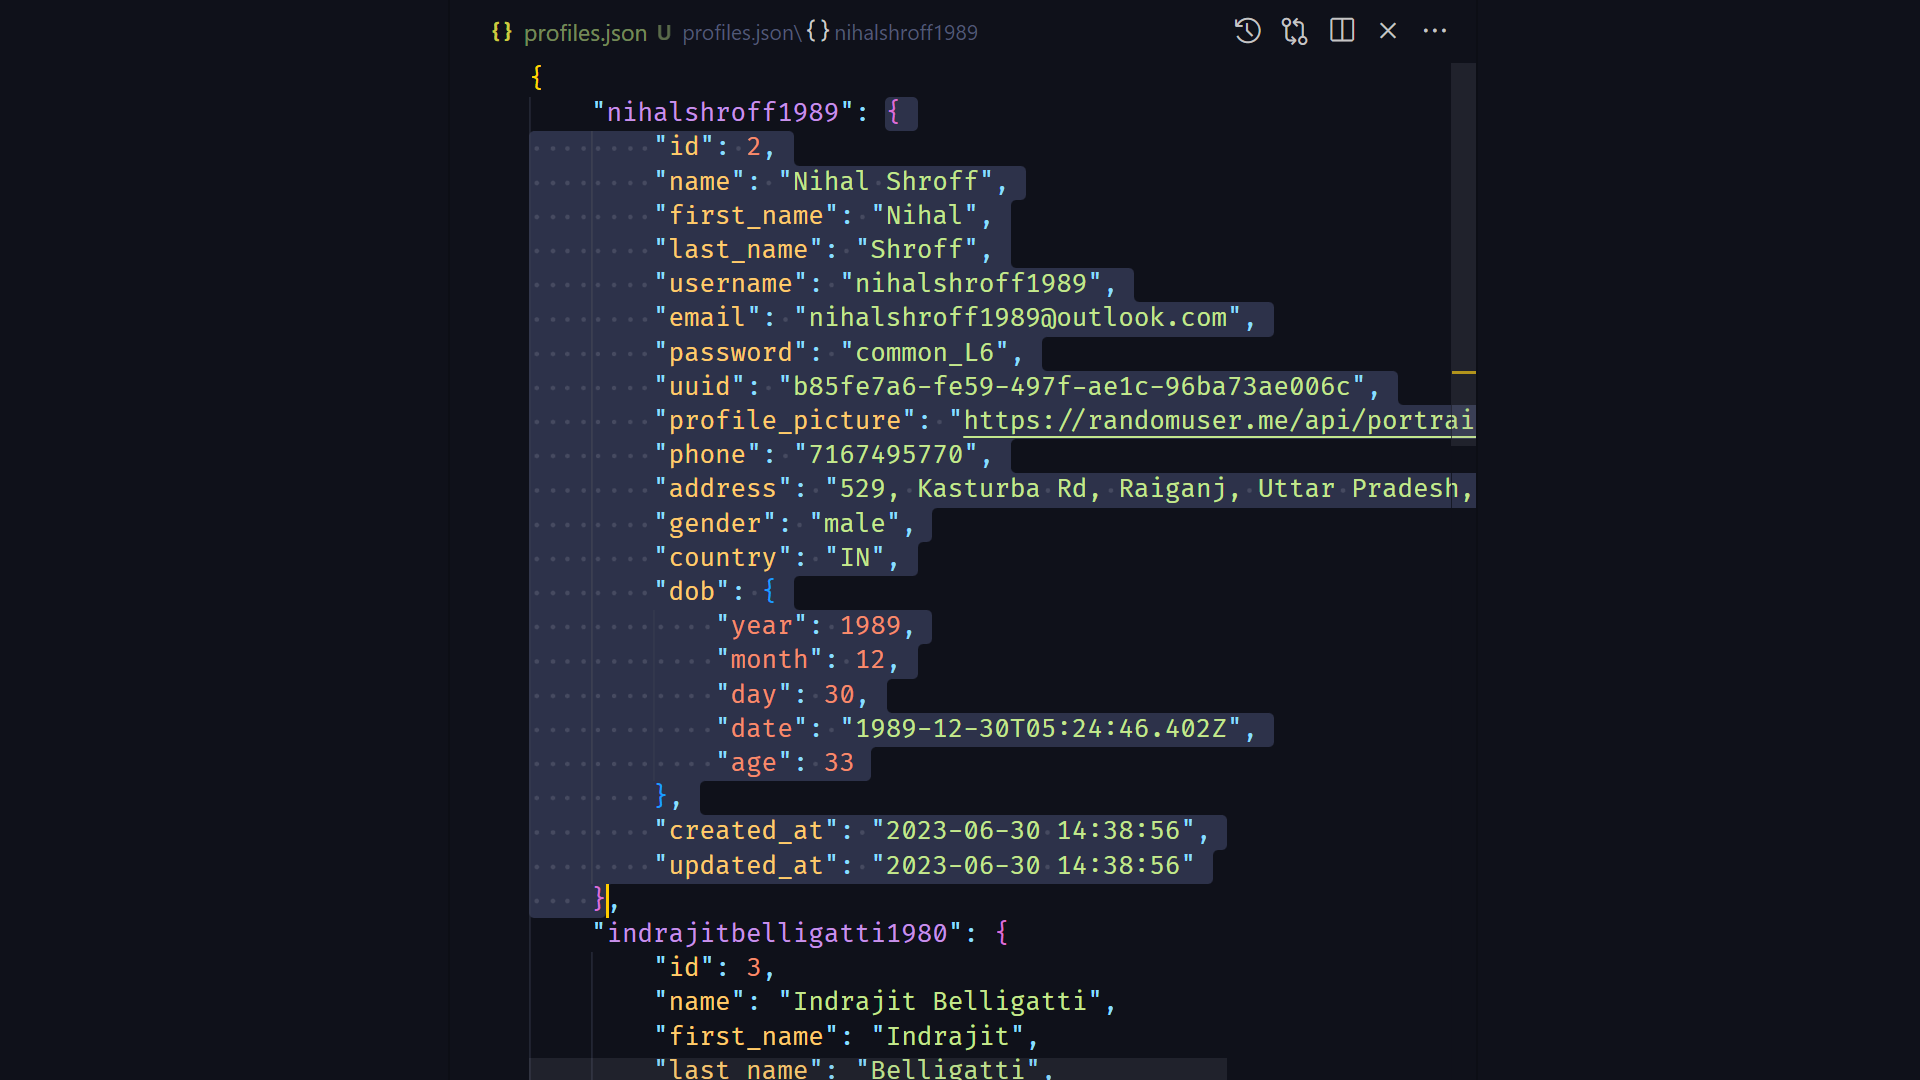 {} profiles.json U profiles.json\{}nihalshroff1989
{
"nihalshroff1989": {
"id": 2,
"name": "Nihal Shroff",
"first_name": "Nihal",
"last_name": "Shroff",
"username": "nihalshroff1989",
"email": "nihalshroff1989@outlook.com",
"password": "common_L6",
"uuid": "b85fe7a6-fe59-497f-ae1c-96ba73ae006c",
"profile_picture": "https://randomuser.me/api/portrai
"phone": "7167495770",
"address": "529, Kasturba Rd, Raiganj, Uttar Pradesh,
"gender": "male",
"country": "IN",
"dob": {
"year": 1989,
"month": 12,
"day": 30,
"date": "1989-12-30T05:24:46.402Z",
"age": 33
},
"created_at": "2023-06-30 14:38:56",
"updated_at": "2023-06-30 14:38:56"
},
"indrajitbelligatti1980": {
"id": 3,
"name": "Indrajit Belligatti",
"first_name": "Indrajit",
"last_name": "Belligatti",